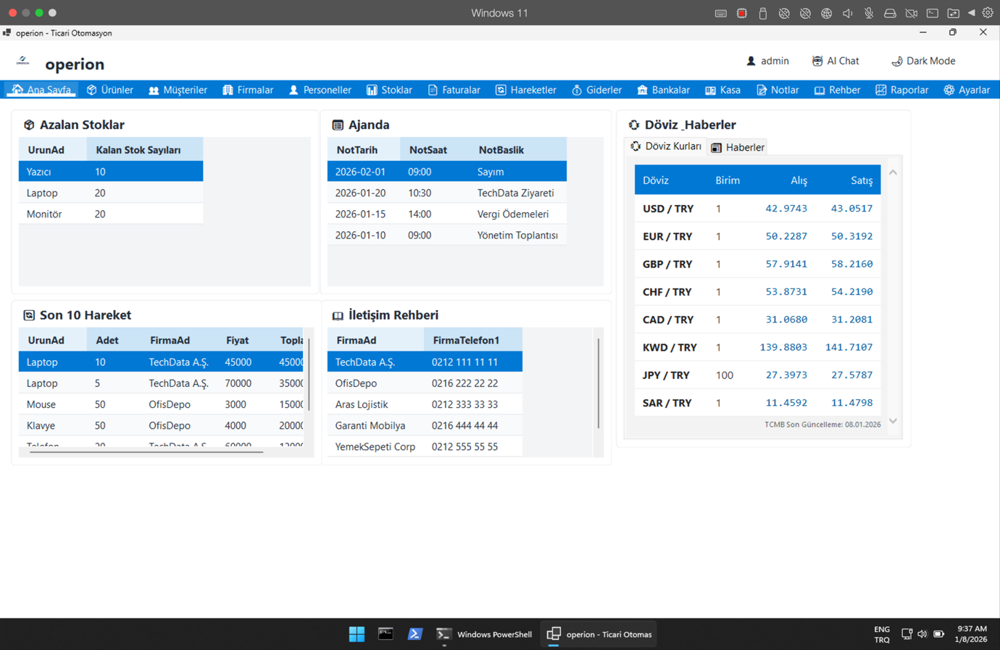 Windows 11
operion - Ticari Otomasyon
OPERION
operion
admin
AI Chat
Dark Mode
Ana Sayfa
Ürünler
Müşteriler
Firmalar
Personeller
Stoklar
Faturalar
Hareketler
Giderler
Bankalar
Kasa
Notlar
Rehber
Raporlar
Ayarlar
Azalan Stoklar
UrunAd Kalan Stok Sayıları
Yazıcı 10
Laptop 20
Monitör 20
Ajanda
NotTarih NotSaat NotBaslik
2026-02-01 09:00 Sayım
2026-01-20 10:30 TechData Ziyareti
2026-01-15 14:00 Vergi Ödemeleri
2026-01-10 09:00 Yönetim Toplantısı
Döviz _Haberler
Döviz Kurları
Haberler
Döviz Birim Alış Satış
USD / TRY 1 42.9743 43.0517
EUR / TRY 1 50.2287 50.3192
GBP / TRY 1 57.9141 58.2160
CHF / TRY 1 53.8731 54.2190
CAD / TRY 1 31.0680 31.2081
KWD / TRY 1 139.8803 141.7107
JPY / TRY 100 27.3973 27.5787
SAR / TRY 1 11.4592 11.4798
TCMB Son Güncelleme: 08.01.2026
Son 10 Hareket
UrunAd Adet FirmaAd Fiyat Topla
Laptop 10 TechData A.Ş. 45000 45000
Laptop 5 TechData A.Ş. 70000 35000
Mouse 50 OfisDepo 3000 15000
Klavye 50 OfisDepo 4000 20000
Telefon 20 TechData A.Ş. 60000 12000
İletişim Rehberi
FirmaAd FirmaTelefon1
TechData A.Ş. 0212 111 11 11
OfisDepo 0216 222 22 22
Aras Lojistik 0212 333 33 33
Garanti Mobilya 0216 444 44 44
YemekSepeti Corp 0212 555 55 55
Windows PowerShell
operion - Ticari Otomas
ENG
TRQ
9:37 AM
1/8/2026